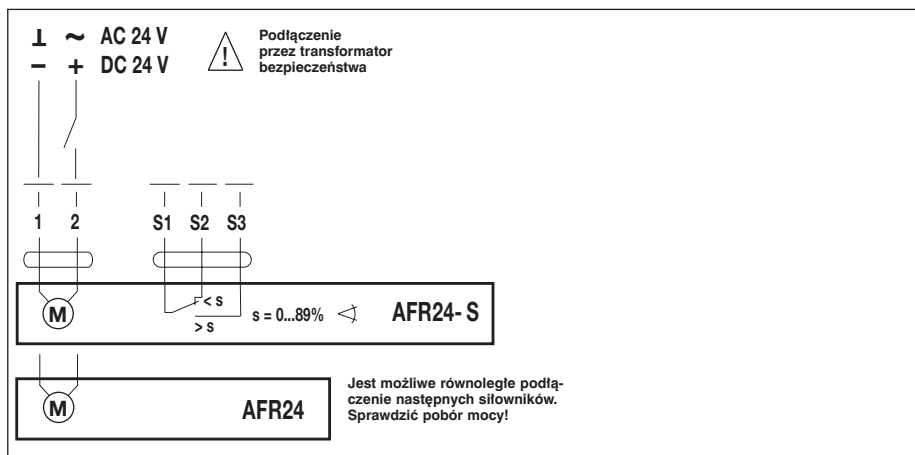 ⊥ ~ AC 24 V
− + DC 24 V
!
Podłączenie
przez transformator
bezpieczeństwa
1 2 S1 S2 S3
M
< s
> s
s = 0...89%
AFR24- S
M
AFR24
Jest możliwe równoległe podłą-
czenie następnych siłowników.
Sprawdzić pobór mocy!